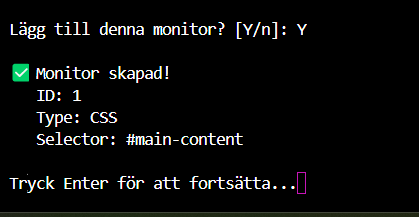 Lägg till denna monitor? [Y/n]: Y
✅ Monitor skapad!
ID: 1
Type: CSS
Selector: #main-content
Tryck Enter för att fortsätta...